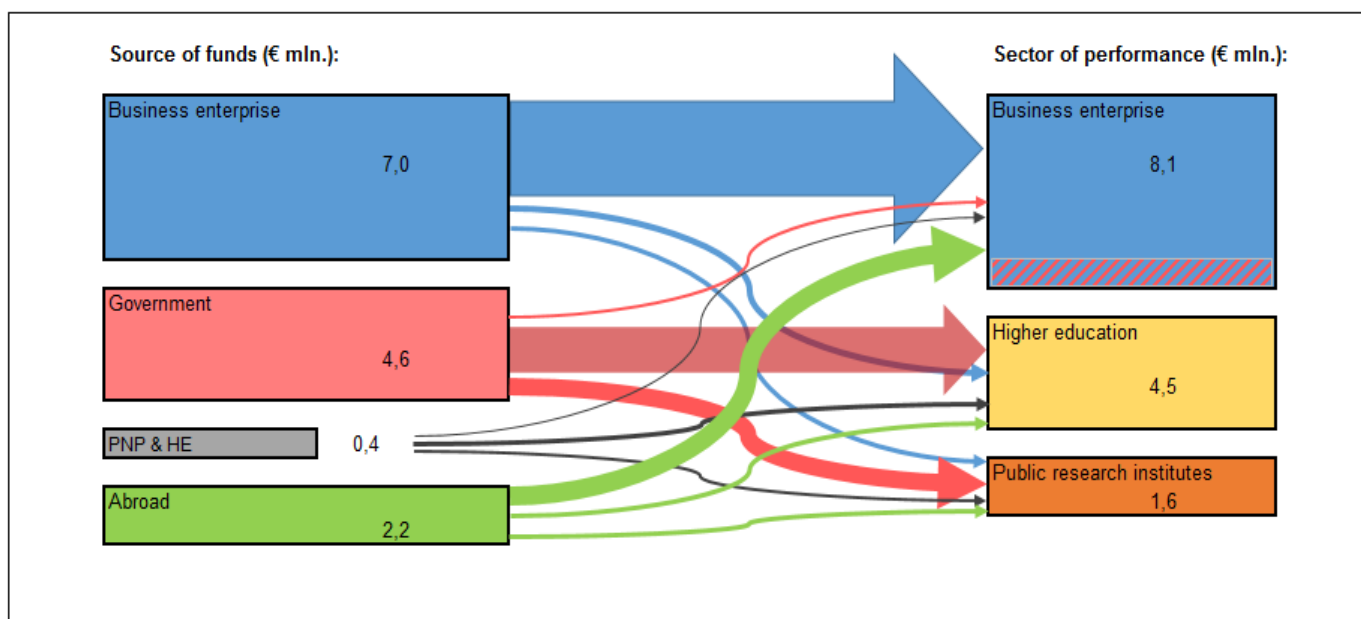 Source of funds (€ mln.):
Sector of performance (€ mln.):
Business enterprise
7,0
Government
4,6
PNP & HE
0,4
Abroad
2,2
Business enterprise
8,1
Higher education
4,5
Public research institutes
1,6